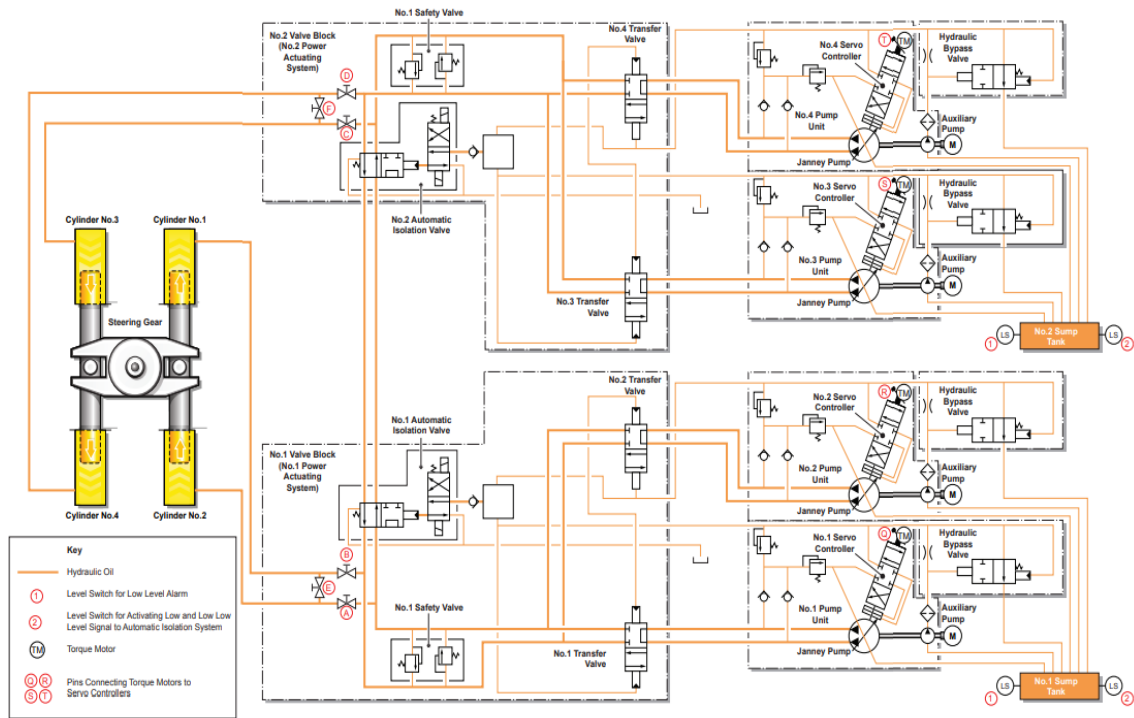 No.1 Safety Valve
No.2 Valve Block
(No.2 Power
Actuating
System)
No.4 Transfer
Valve
D
F
C
No.2 Automatic
Isolation Valve
No.3 Transfer
Valve
T
TM
No.4 Servo
Controller
Hydraulic
Bypass
Valve
No.4 Pump
Unit
Auxiliary
Pump
M
Janney Pump
S
TM
No.3 Servo
Controller
Hydraulic
Bypass
Valve
No.3 Pump
Unit
Auxiliary
Pump
M
Janney Pump
1
LS
No.2 Sump
Tank
LS
2
Cylinder No.3
Cylinder No.1
Steering Gear
Cylinder No.4
Cylinder No.2
No.2 Transfer
Valve
No.1 Automatic
Isolation Valve
No.1 Valve Block
(No.1 Power
Actuating
System)
B
E
A
No.1 Safety Valve
No.1 Transfer
Valve
R
TM
No.2 Servo
Controller
Hydraulic
Bypass
Valve
No.2 Pump
Unit
Auxiliary
Pump
M
Janney Pump
Q
TM
No.1 Servo
Controller
Hydraulic
Bypass
Valve
No.1 Pump
Unit
Auxiliary
Pump
M
Janney Pump
1
LS
No.1 Sump
Tank
LS
2
Key
Hydraulic Oil
1
Level Switch for Low Level Alarm
2
Level Switch for Activating Low and Low Low
Level Signal to Automatic Isolation System
TM
Torque Motor
Q R
S T
Pins Connecting Torque Motors to
Servo Controllers